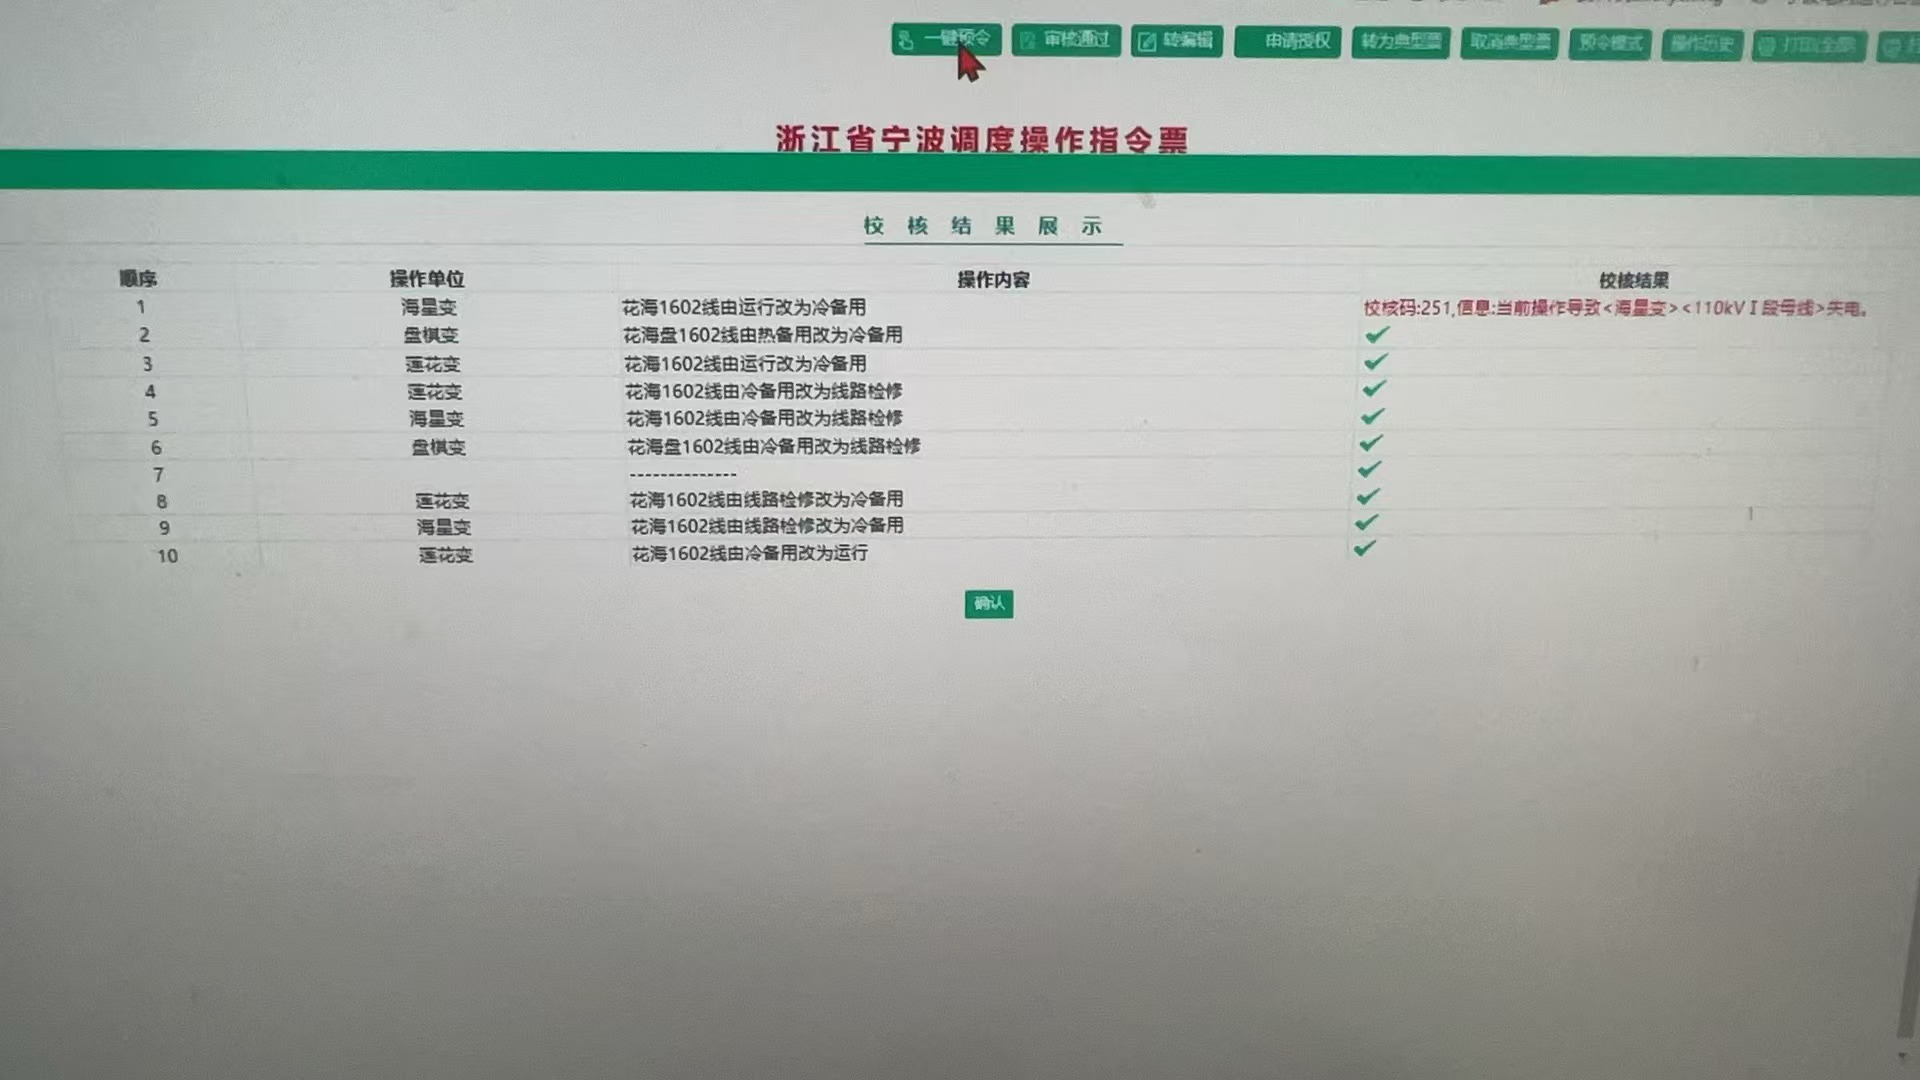 一键预令 审核通过 转编辑 申请授权 转为典型票 取消典型票 预令模式 操作历史
浙江省宁波调度操作指令票
校核结果展示
顺序 操作单位 操作内容 校核结果
1 海星变 花海1602线由运行改为冷备用 校核码:251,信息:当前操作导致<海星变><110kVⅠ段母线>失电。
2 盘棋变 花海盘1602线由热备用改为冷备用 ✔
3 莲花变 花海1602线由运行改为冷备用 ✔
4 莲花变 花海1602线由冷备用改为线路检修 ✔
5 海星变 花海1602线由冷备用改为线路检修 ✔
6 盘棋变 花海盘1602线由冷备用改为线路检修 ✔
7 -------------- ✔
8 莲花变 花海1602线由线路检修改为冷备用 ✔
9 海星变 花海1602线由线路检修改为冷备用 ✔
10 莲花变 花海1602线由冷备用改为运行 ✔
确认